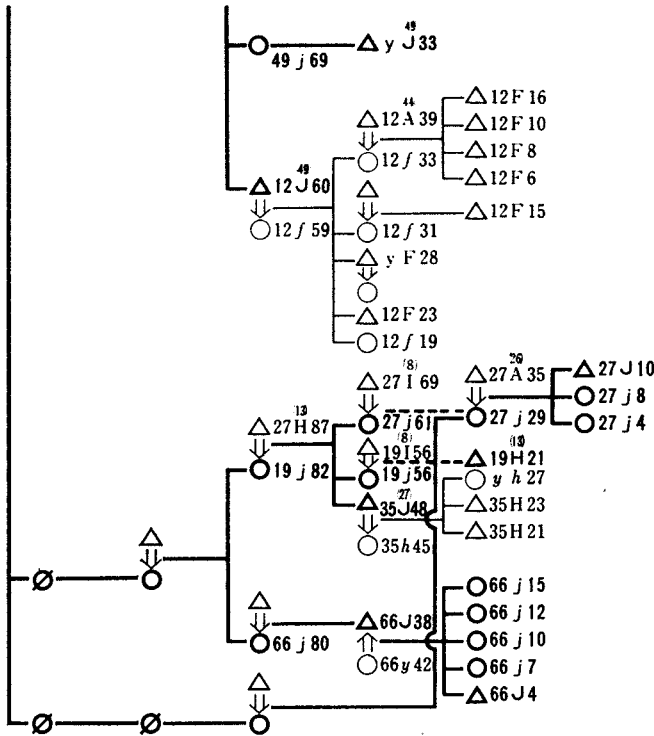 49
y J 33
49 j 69
12 F 16
44
12 A 39
12 F 10
12 F 8
12 f 33
12 F 6
49
12 J 60
12 F 15
12 f 59
12 f 31
y F 28
12 F 23
12 f 19
(8)
27 I 69
(26)
27 A 35
27 J 10
27 j 8
(13)
27 H 87
27 j 61
27 j 29
27 j 4
(8)
19 I 56
(13)
19 H 21
19 j 82
19 j 56
y h 27
(27)
35 J 48
35 H 23
35 h 45
35 H 21
66 j 15
66 J 38
66 j 12
66 j 80
66 j 10
66 y 42
66 j 7
66 J 4